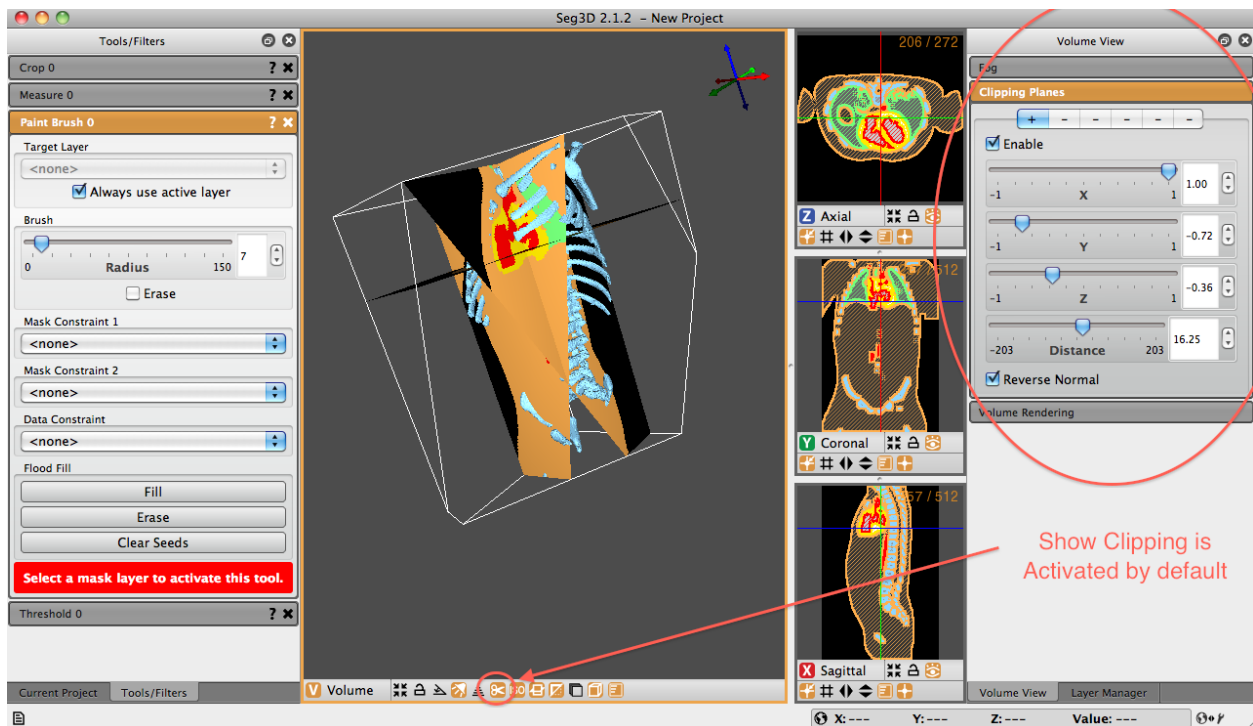 Seg3D 2.1.2 - New Project
Tools/Filters
Crop 0 ? ✖
Measure 0 ? ✖
Paint Brush 0 ? ✖
Target Layer
<none>
Always use active layer
Brush
7
0 Radius 150
Erase
Mask Constraint 1
<none>
Mask Constraint 2
<none>
Data Constraint
<none>
Flood Fill
Fill
Erase
Clear Seeds
Select a mask layer to activate this tool.
Threshold 0 ? ✖
Current Project Tools/Filters
V Volume
ISO
206 / 272
Z Axial
/ 512
Y Coronal
257 / 512
X Sagittal
Volume View
Fog
Clipping Planes
+ - - - - -
Enable
-1 X 1 1.00
-1 Y 1 -0.72
-1 Z 1 -0.36
-203 Distance 203 16.25
Reverse Normal
Volume Rendering
Show Clipping is
Activated by default
Volume View Layer Manager
X: --- Y: --- Z: --- Value: ---